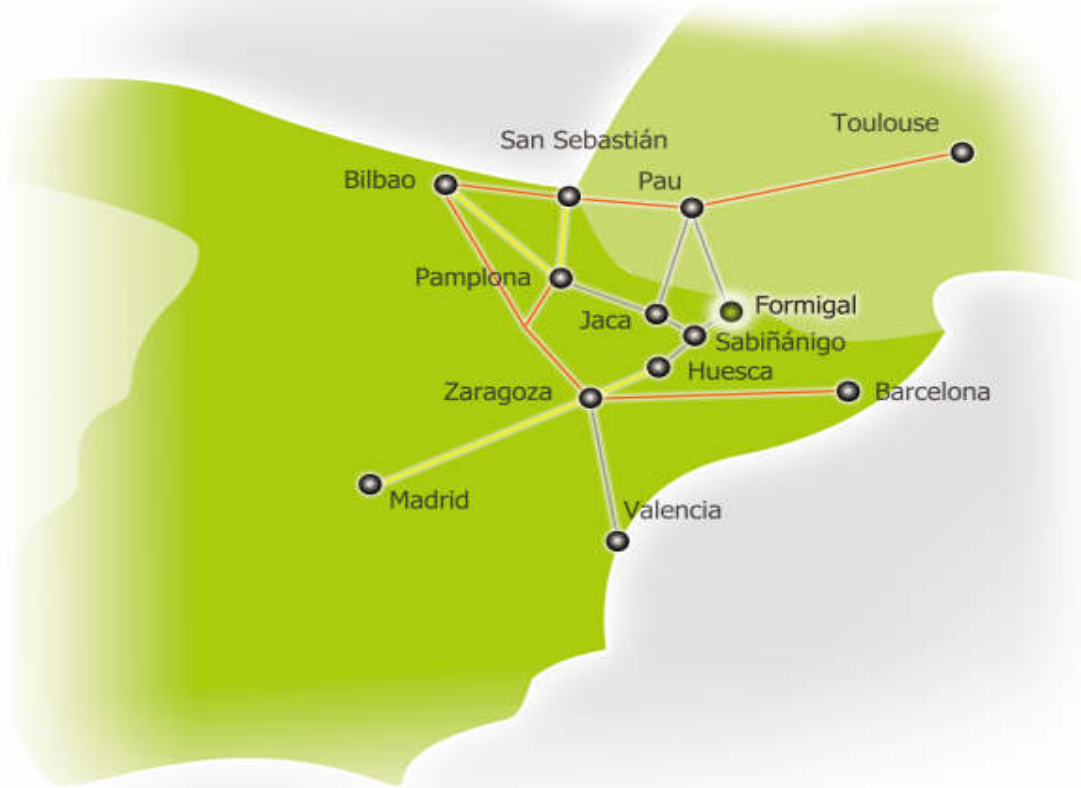 Toulouse
San Sebastián
Bilbao
Pau
Pamplona
Formigal
Jaca
Sabiñánigo
Huesca
Zaragoza
Barcelona
Madrid
Valencia